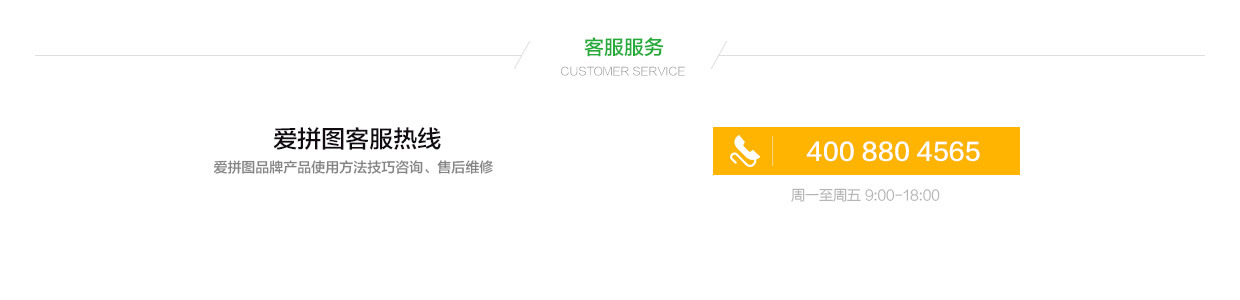 客服服务
CUSTOMER SERVICE
爱拼图客服热线
爱拼图品牌产品使用方法技巧咨询、售后维修
400 880 4565
周一至周五 9:00-18:00